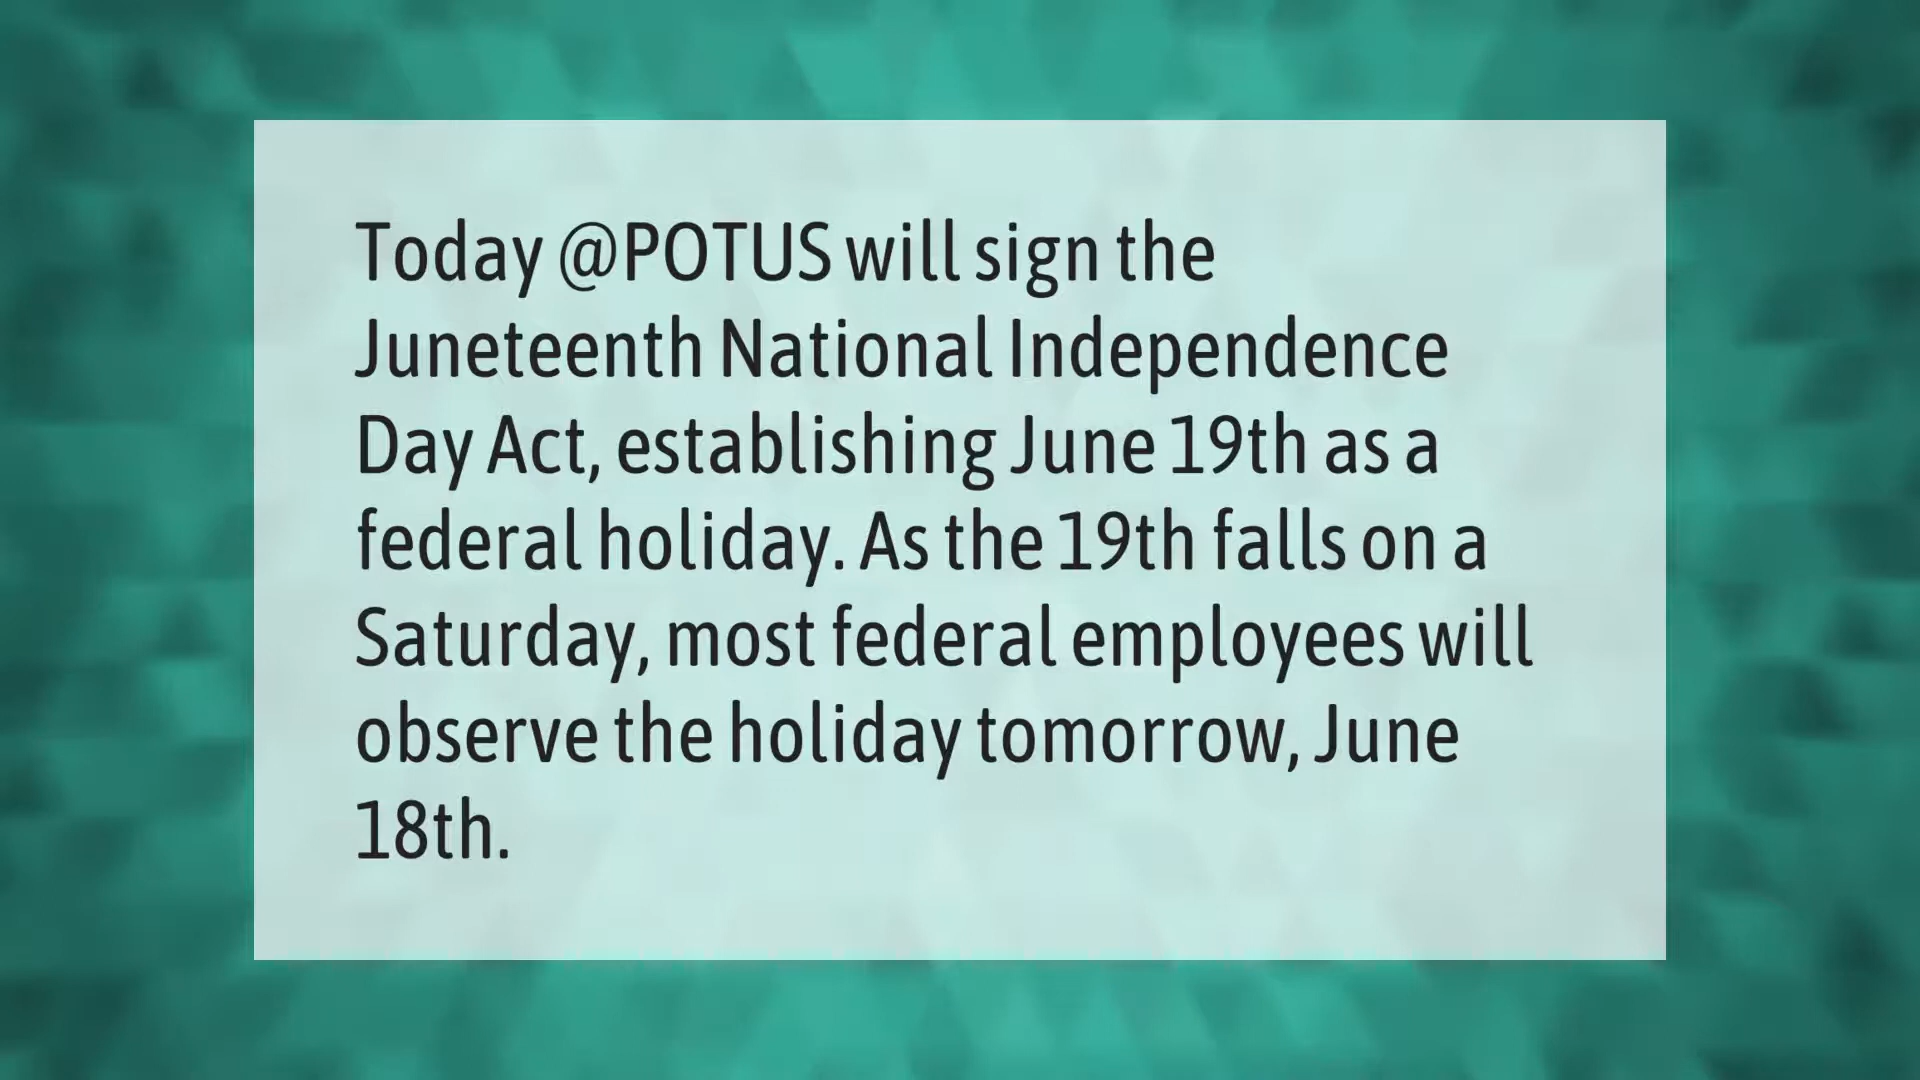 Today @POTUS will sign the
Juneteenth National Independence
Day Act, establishing June 19th as a
federal holiday. As the 19th falls on a
Saturday, most federal employees will
observe the holiday tomorrow, June
18th.